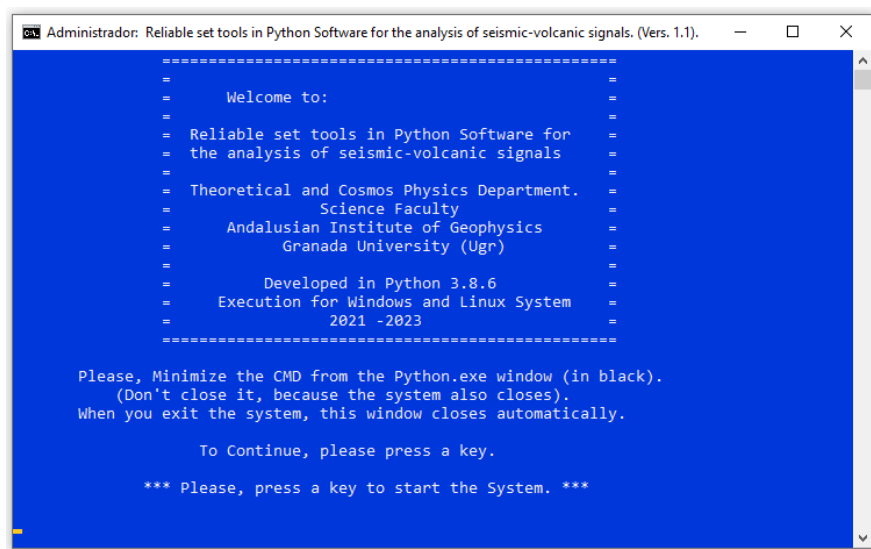 Administrador: Reliable set tools in Python Software for the analysis of seismic-volcanic signals. (Vers. 1.1).
=================================================
= =
= Welcome to: =
= =
= Reliable set tools in Python Software for =
= the analysis of seismic-volcanic signals =
= =
= Theoretical and Cosmos Physics Department. =
= Science Faculty =
= Andalusian Institute of Geophysics =
= Granada University (Ugr) =
= =
= Developed in Python 3.8.6 =
= Execution for Windows and Linux System =
= 2021 -2023 =
=================================================
Please, Minimize the CMD from the Python.exe window (in black).
(Don't close it, because the system also closes).
When you exit the system, this window closes automatically.
To Continue, please press a key.
*** Please, press a key to start the System. ***